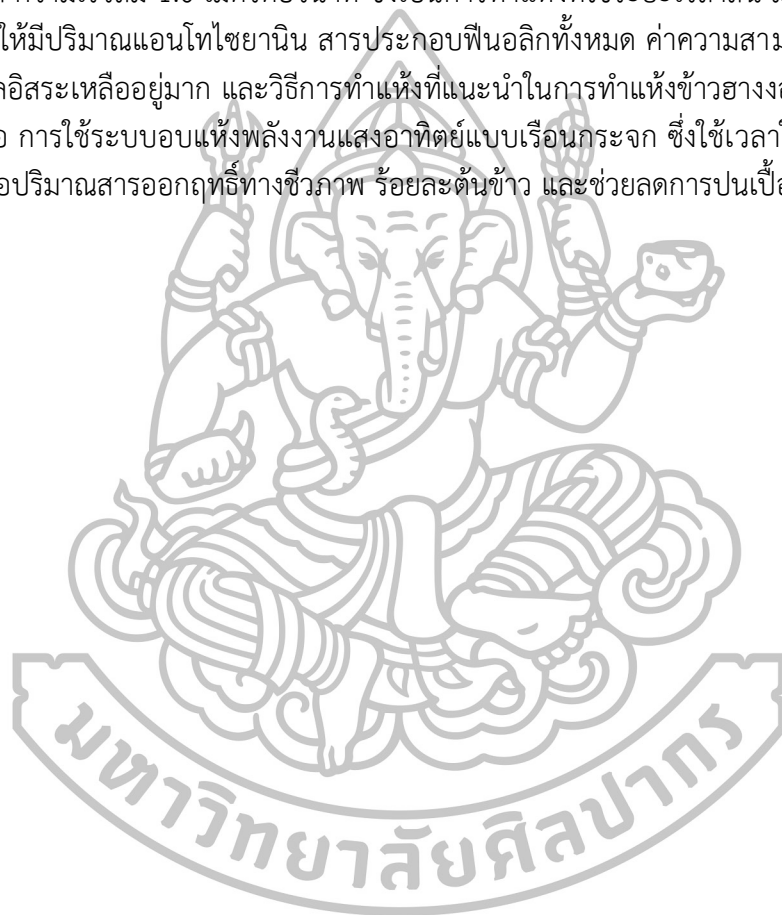 ให้มีปริมาณแอนโทไซยานิน สารประกอบฟีนอลิกทั้งหมด ค่าความสาม
อิสระเหลืออยู่มาก และวิธีการทำแห้งที่แนะนำในการทำแห้งข้าวฮางง
การใช้ระบบอบแห้งพลังงานแสงอาทิตย์แบบเรือนกระจก ซึ่งใช้เวลา
ปริมาณสารออกฤทธิ์ทางชีวภาพ ร้อยละต้นข้าว และช่วยลดการปนเปื้อ
มหาวิทยาลัยศิลปากร